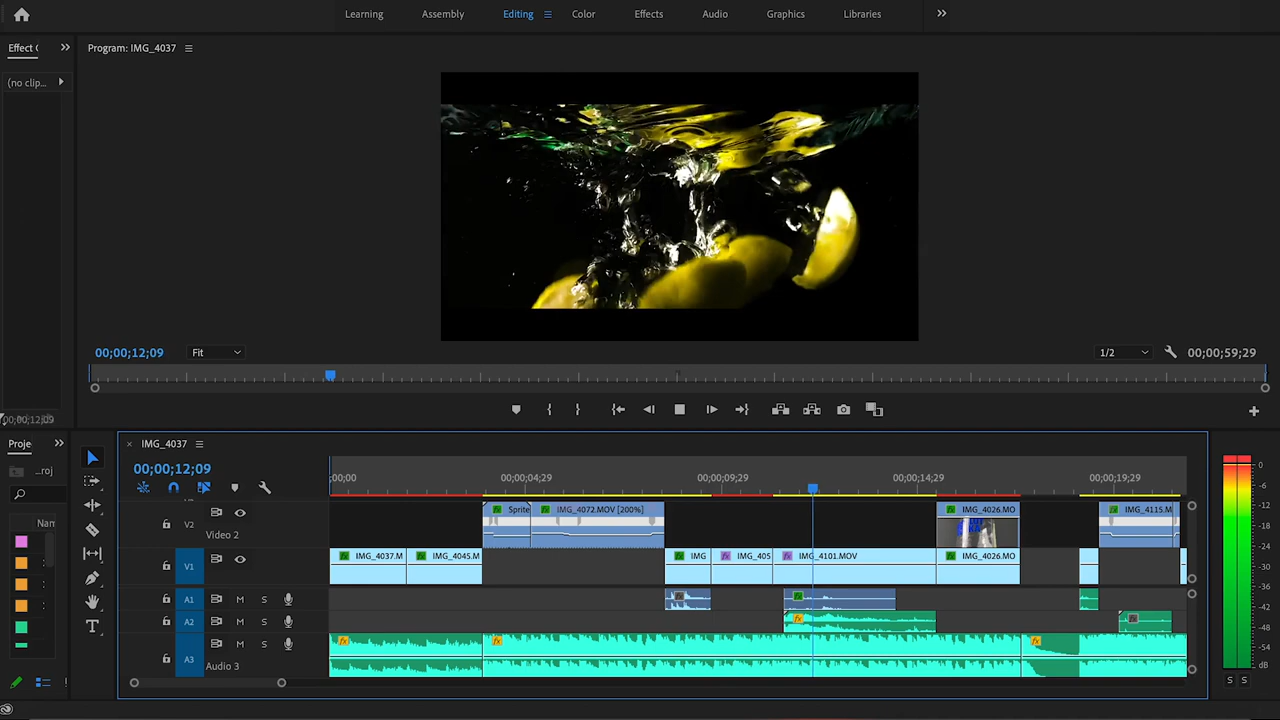 Learning Assembly Editing Color Effects Audio Graphics Libraries
Effect C Program: IMG_4037
(no clip...
00;00;12;09 Fit 1/2 00;00;59;29
00;00;12;09
Proje IMG_4037
00;00;12;09
...roj
;00;00 00;00;04;29 00;00;09;29 00;00;14;29 00;00;19;29
Nam
Sprite IMG_4072.MOV [200%] IMG_4026.MO IMG_4115.M
Video 2
V1 IMG_4037.M IMG_4045.M IMG IMG_405 IMG_4101.MOV IMG_4026.MO
A1 M S
A2 M S
A3 M S
Audio 3
0
-6
-12
-18
-24
-30
-36
-42
-48
-54
dB
S S